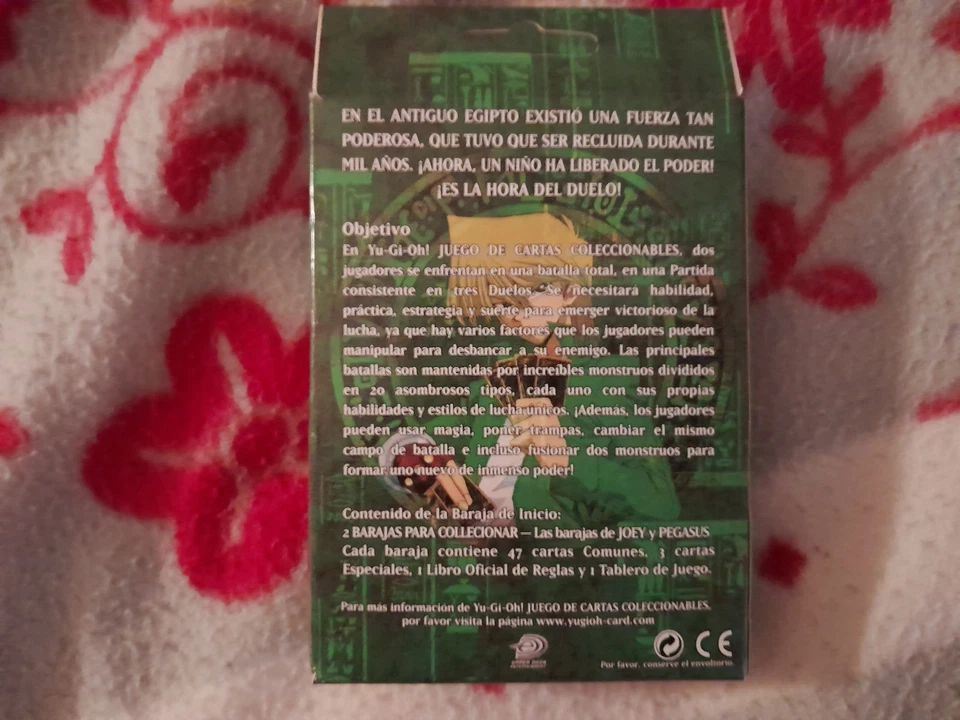 EN EL ANTIGUO EGIPTO EXISTIÓ UNA FUERZA TAN
PODEROSA, QUE TUVO QUE SER RECLUIDA DURANTE
MIL AÑOS. ¡AHORA, UN NIÑO HA LIBERADO EL PODER!
¡ES LA HORA DEL DUELO!
Objetivo
En Yu-Gi-Oh! JUEGO DE CARTAS COLECCIONABLES, dos
jugadores se enfrentan en una batalla total, en una Partida
consistente en tres Duelos. Se necesitara habilidad,
práctica, estrategia y suerte para emerger victorioso de la
lucha, ya que hay varios factores que los jugadores pueden
manipular para desbancar a su enemigo. Las principales
batallas son mantenidas por increíbles monstruos divididos
en 20 asombrosos tipos, cada uno con sus propias
habilidades y estilos de lucha unicos. ¡Además, los jugadores
pueden usar magia, poner trampas, cambiar el mismo
campo de batalla e incluso fusionar dos monstruos para
formar uno nuevo de inmenso poder!
Contenido de la Baraja de Inicio:
2 BARAJAS PARA COLLECIONAR — Las barajas de JOEY y PEGASUS
Cada baraja contiene 47 cartas Comunes, 3 cartas
Especiales, 1 Libro Oficial de Reglas y 1 Tablero de Juego.
Para más información de Yu-Gi-Oh! JUEGO DE CARTAS COLECCIONABLES,
por favor visita la página www.yugioh-card.com
UPPER DECK
ENTERTAINMENT
CE
Por favor, conserve el envoltorio